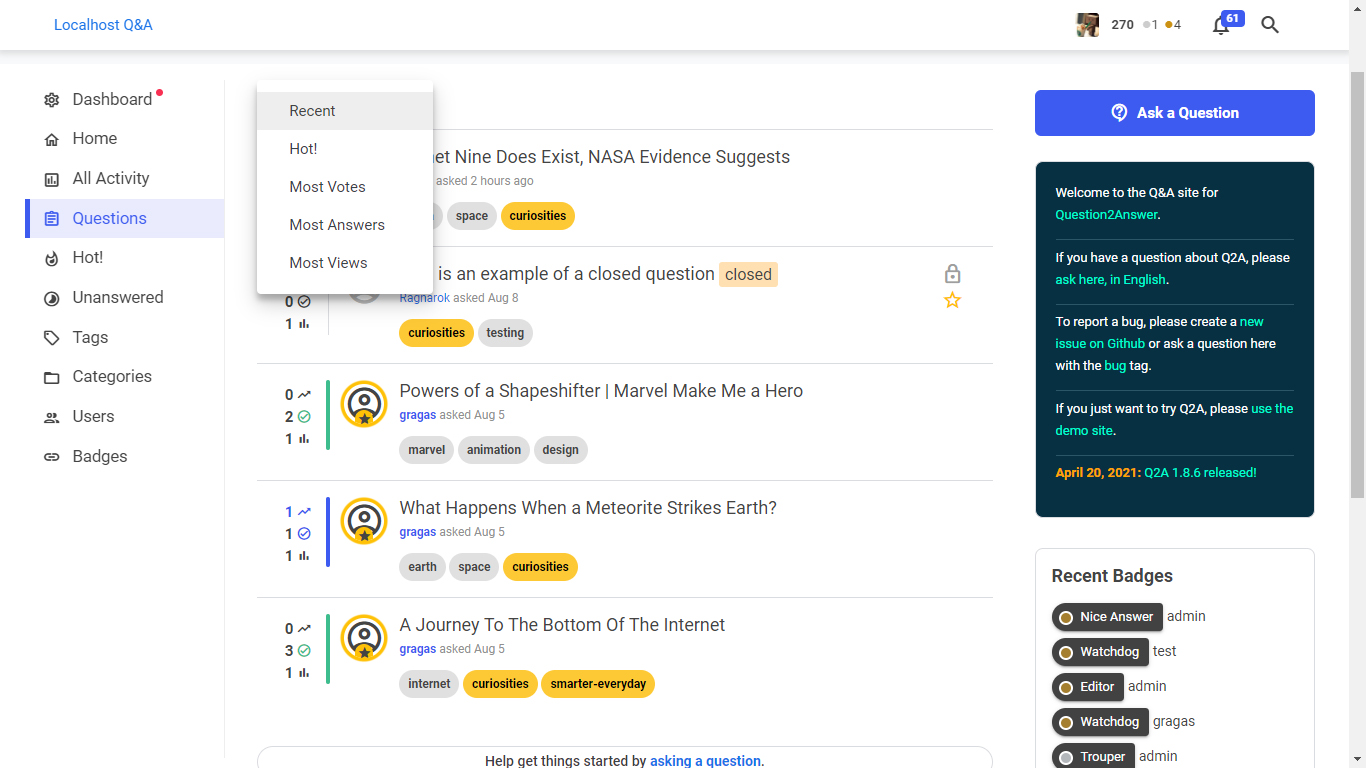 Localhost Q&A
270 1 4
61
Dashboard
Home
All Activity
Questions
Hot!
Unanswered
Tags
Categories
Users
Badges
Recent
Hot!
Most Votes
Most Answers
Most Views
Nine Does Exist, NASA Evidence Suggests
asked 2 hours ago
space curiosities
is an example of a closed question closed
0
Ragnarok asked Aug 8
1
curiosities testing
0
Powers of a Shapeshifter | Marvel Make Me a Hero
2
gragas asked Aug 5
1
marvel animation design
1
What Happens When a Meteorite Strikes Earth?
1
gragas asked Aug 5
1
earth space curiosities
0
A Journey To The Bottom Of The Internet
3
gragas asked Aug 5
1
internet curiosities smarter-everyday
Help get things started by asking a question.
Ask a Question
Welcome to the Q&A site for
Question2Answer.
If you have a question about Q2A, please
ask here, in English.
To report a bug, please create a new
issue on Github or ask a question here
with the bug tag.
If you just want to try Q2A, please use the
demo site.
April 20, 2021: Q2A 1.8.6 released!
Recent Badges
Nice Answer admin
Watchdog test
Editor admin
Watchdog gragas
Trouper admin